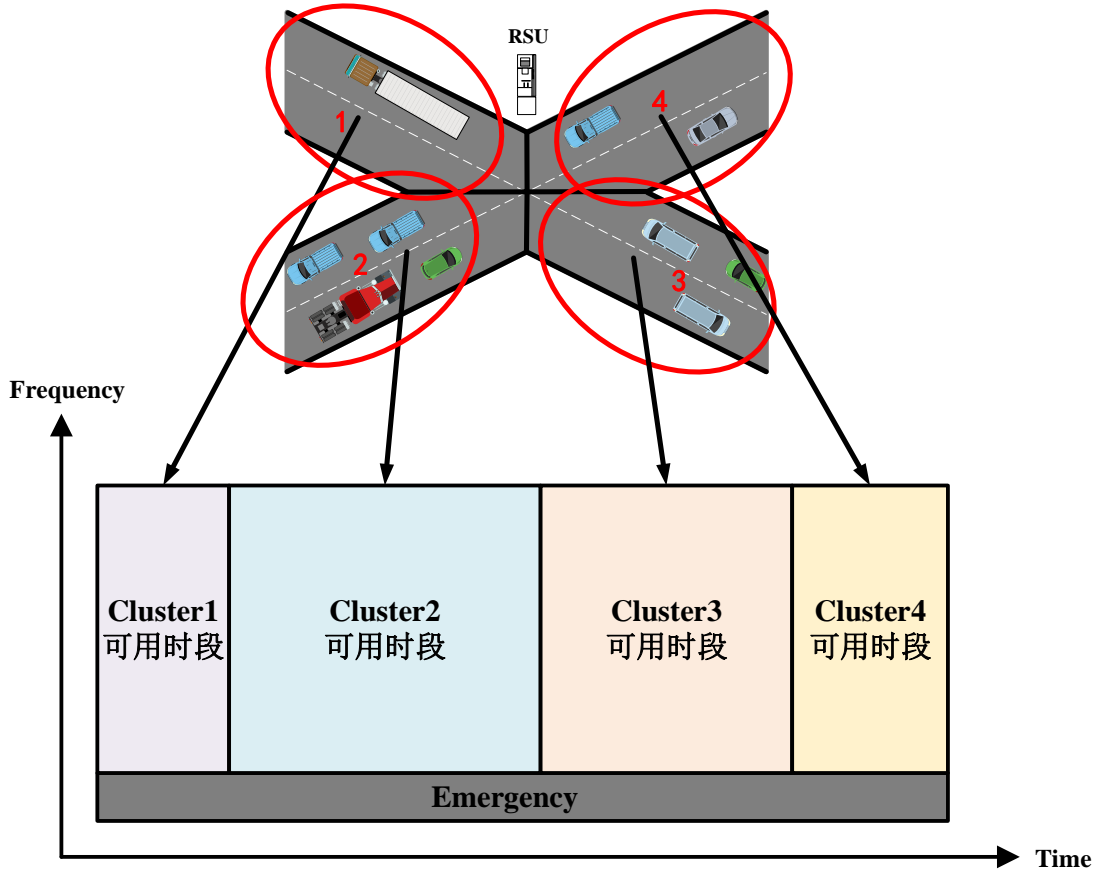 RSU
1
4
2
3
Frequency
Cluster1
可用时段
Cluster2
可用时段
Cluster3
可用时段
Cluster4
可用时段
Emergency
Time